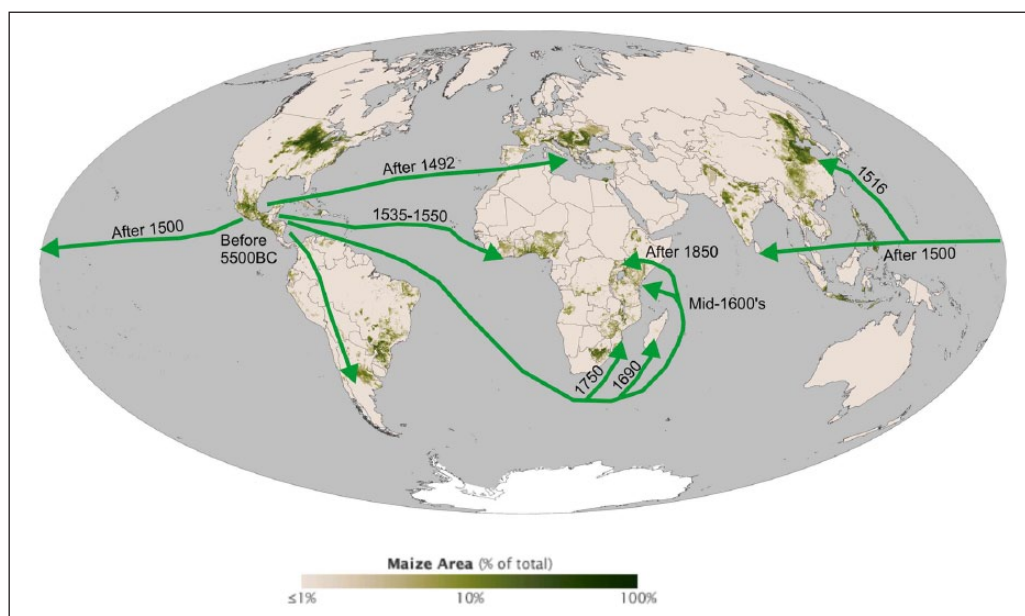 After 1492
1516
After 1500
1535-1550
Before
5500BC
After 1850
After 1500
Mid-1600's
1750
1690
Maize Area (% of total)
≤1%
10%
100%